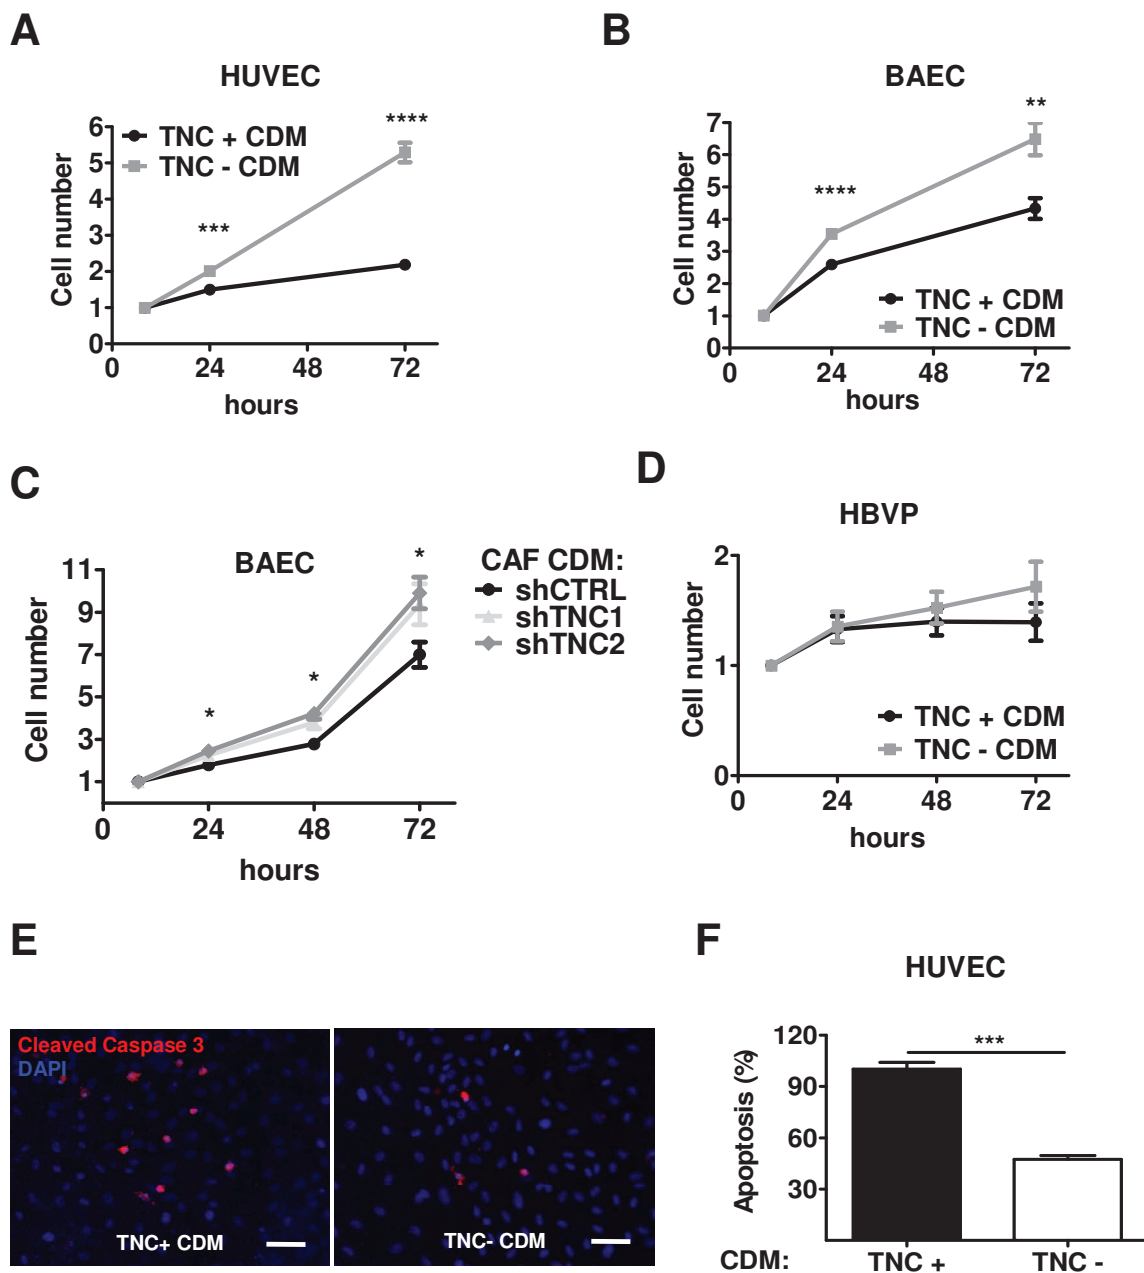 A
HUVEC
****
***
TNC + CDM
TNC - CDM
Cell number
6
5
4
3
2
1
0
0 24 48 72
hours
B
BAEC
**
****
Cell number
7
6
5
4
3
2
1
0
TNC + CDM
TNC - CDM
0 24 48 72
hours
C
BAEC
*
*
*
Cell number
11
9
7
5
3
1
0 24 48 72
hours
CAF CDM:
shCTRL
shTNC1
shTNC2
D
HBVP
Cell number
2
1
0
TNC + CDM
TNC - CDM
0 24 48 72
hours
E
Cleaved Caspase 3
DAPI
TNC+ CDM
TNC- CDM
F
HUVEC
***
Apoptosis (%)
120
90
60
30
CDM: TNC + TNC -